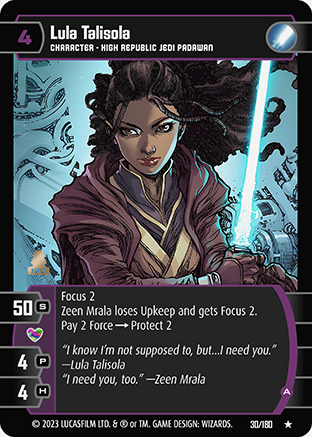 4
Lula Talisola
CHARACTER - HIGH REPUBLIC JEDI PADAWAN
50 S
4 P
4 H
Focus 2
Zeen Mrala loses Upkeep and gets Focus 2.
Pay 2 Force → Protect 2
"I know I'm not supposed to, but...I need you."
—Lula Talisola
"I need you, too." —Zeen Mrala
A
© 2023 LUCASFILM LTD. & ® OR TM. GAME DESIGN: WIZARDS. 30/180 ★